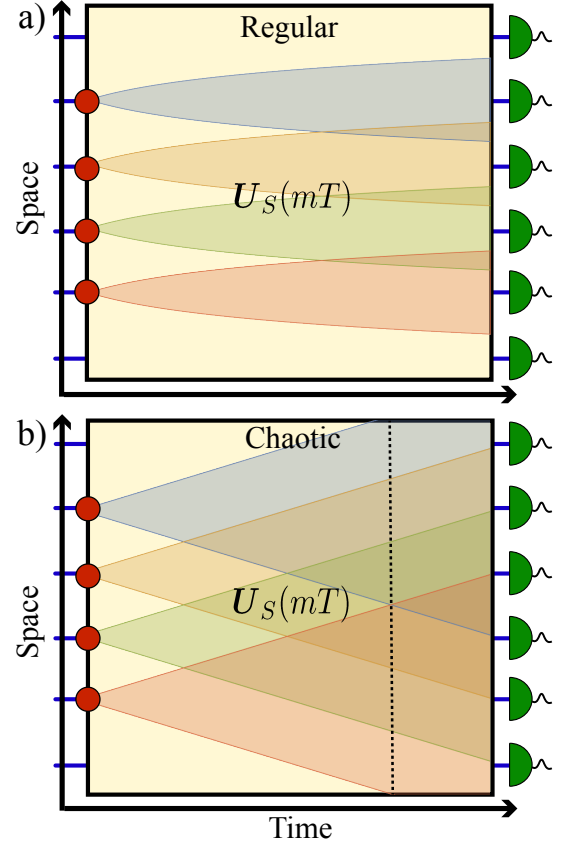 a)
Regular
Space
U_S(mT)
b)
Chaotic
Space
U_S(mT)
Time